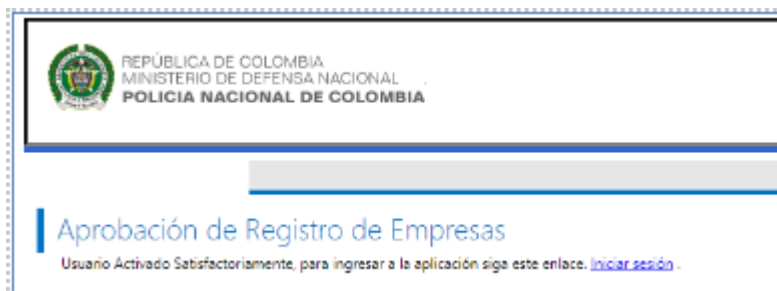 REPÚBLICA DE COLOMBIA
MINISTERIO DE DEFENSA NACIONAL
POLICIA NACIONAL DE COLOMBIA
Aprobación de Registro de Empresas
Usuario Activado Satisfactoriamente, para ingresar a la aplicación siga este enlace. Iniciar sesión .